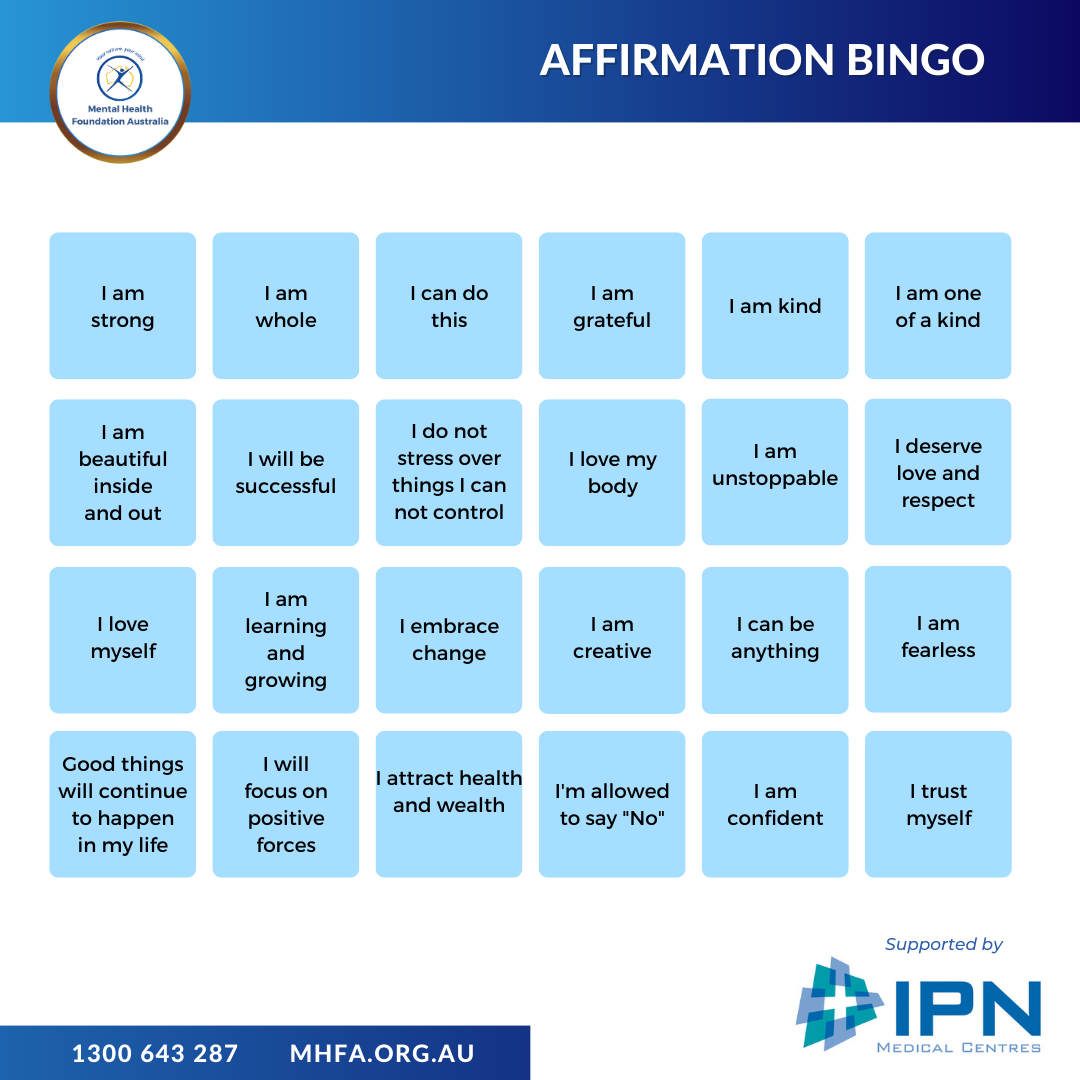 AFFIRMATION BINGO
Mental Health
Foundation Australia
I am
strong
I am
whole
I can do
this
I am
grateful
I am kind
I am one
of a kind
I am
beautiful
inside
and out
I will be
successful
I do not
stress over
things I can
not control
I love my
body
I am
unstoppable
I deserve
love and
respect
I love
myself
I am
learning
and
growing
I embrace
change
I am
creative
I can be
anything
I am
fearless
Good things
will continue
to happen
in my life
I will
focus on
positive
forces
I attract health
and wealth
I'm allowed
to say "No"
I am
confident
I trust
myself
Supported by
IPN
MEDICAL CENTRES
1300 643 287
MHFA.ORG.AU